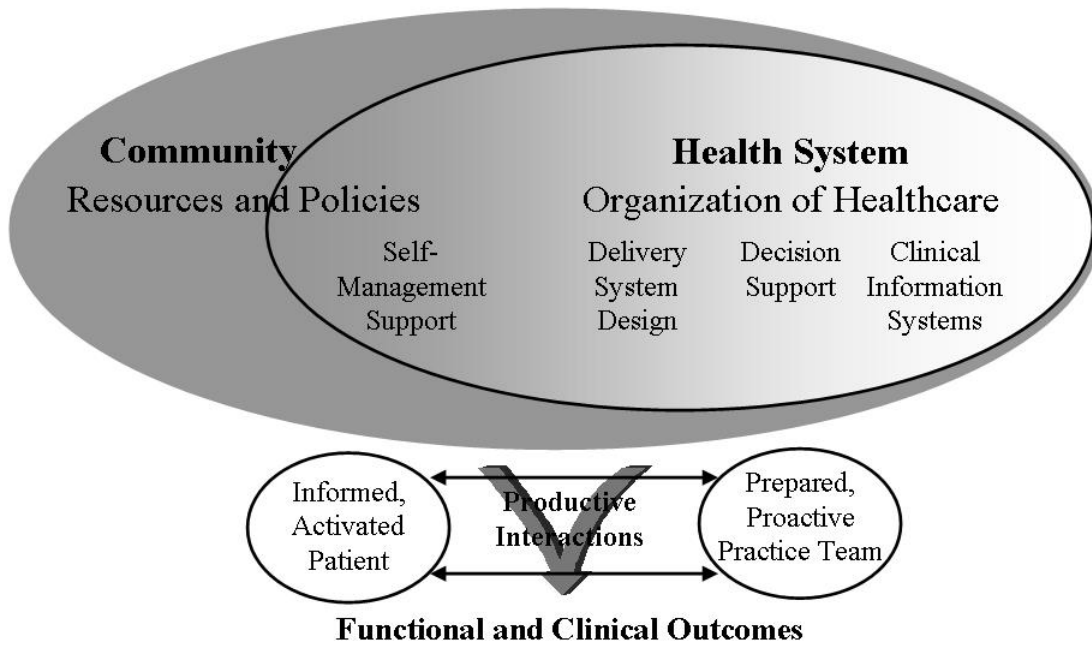 Community
Resources and Policies
Health System
Organization of Healthcare
Self-
Management
Support
Delivery
System
Design
Decision
Support
Clinical
Information
Systems
Informed,
Activated
Patient
Productive
Interactions
Prepared,
Proactive
Practice Team
Functional and Clinical Outcomes